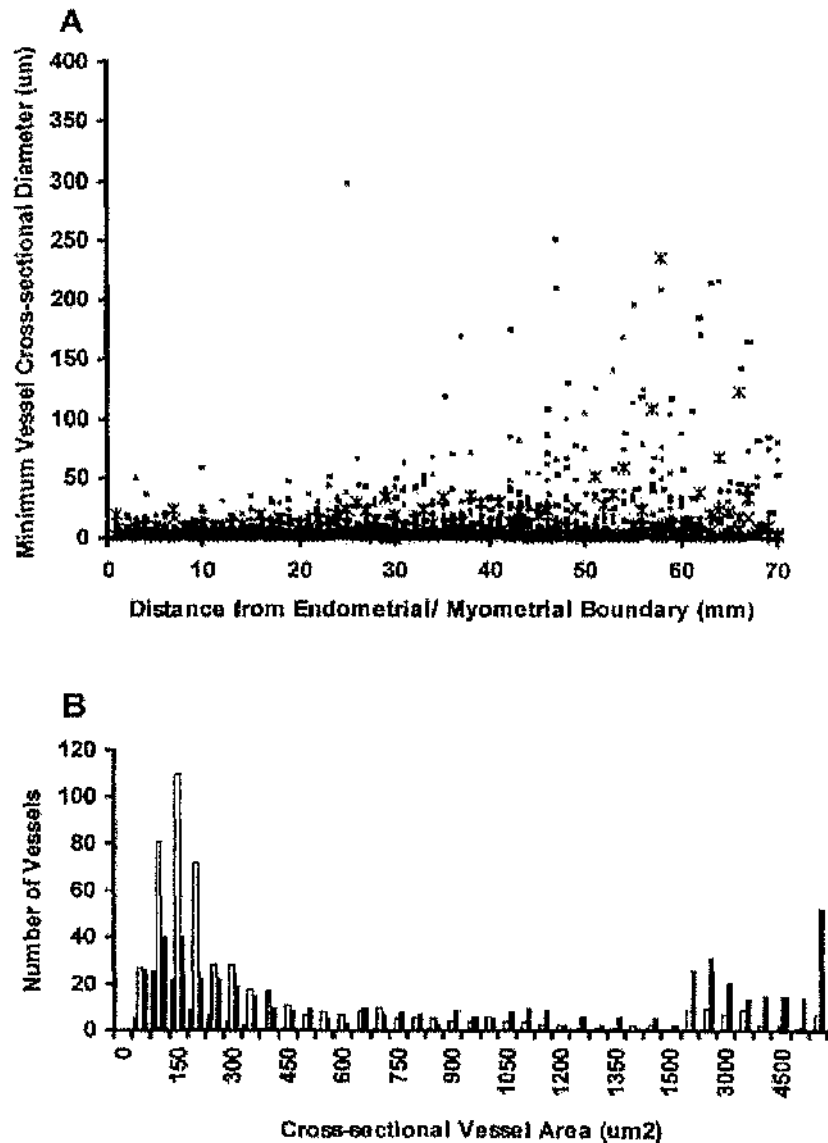 A
400
350
300
250
200
150
100
50
0
Minimum Vessel Cross-sectional Diameter (um)
0 10 20 30 40 50 60 70
Distance from Endometrial/ Myometrial Boundary (mm)
B
120
100
80
60
40
20
0
Number of Vessels
0 150 300 450 600 750 900 1050 1200 1350 1500 3000 4500
Cross-sectional Vessel Area (um2)